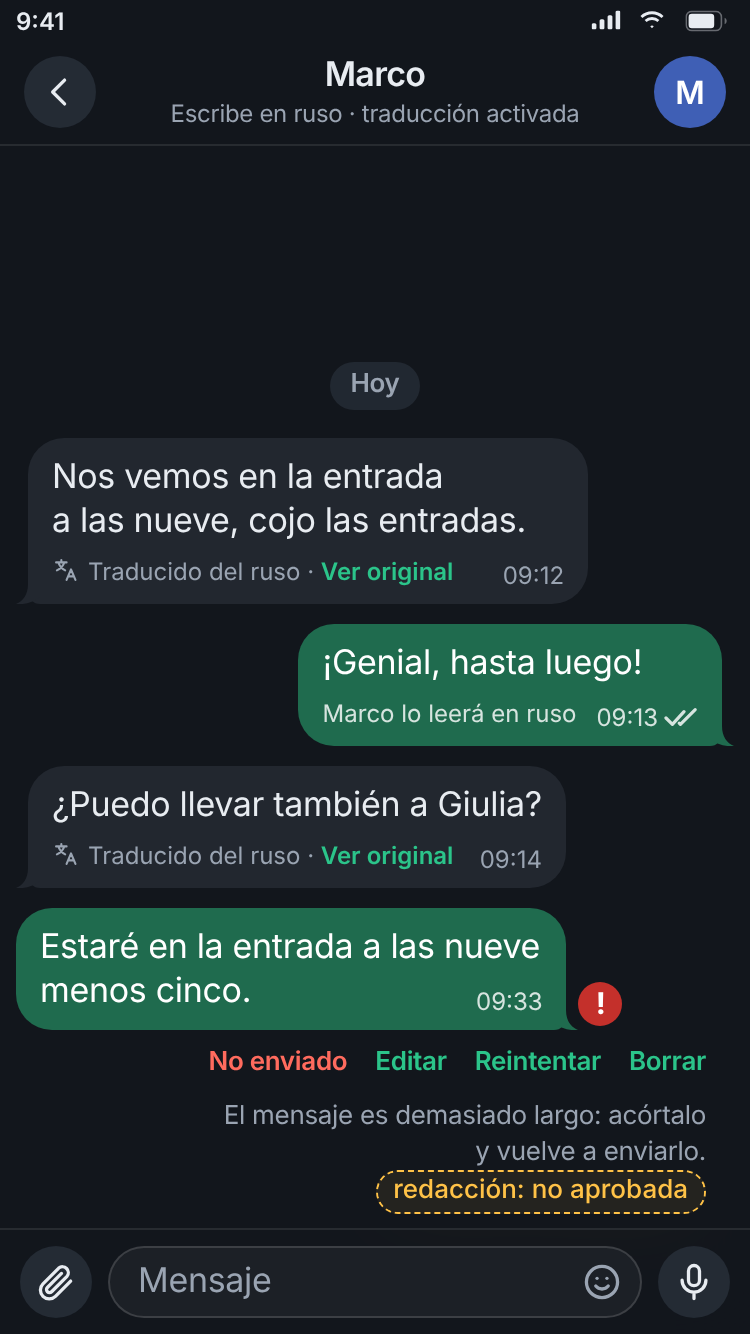 9:41
Marco
Escribe en ruso · traducción activada
M
Hoy
Nos vemos en la entrada
a las nueve, cojo las entradas.
Traducido del ruso · Ver original 09:12
¡Genial, hasta luego!
Marco lo leerá en ruso 09:13
¿Puedo llevar también a Giulia?
Traducido del ruso · Ver original 09:14
Estaré en la entrada a las nueve
menos cinco. 09:33
!
No enviado Editar Reintentar Borrar
El mensaje es demasiado largo: acórtalo
y vuelve a enviarlo.
redacción: no aprobada
Mensaje